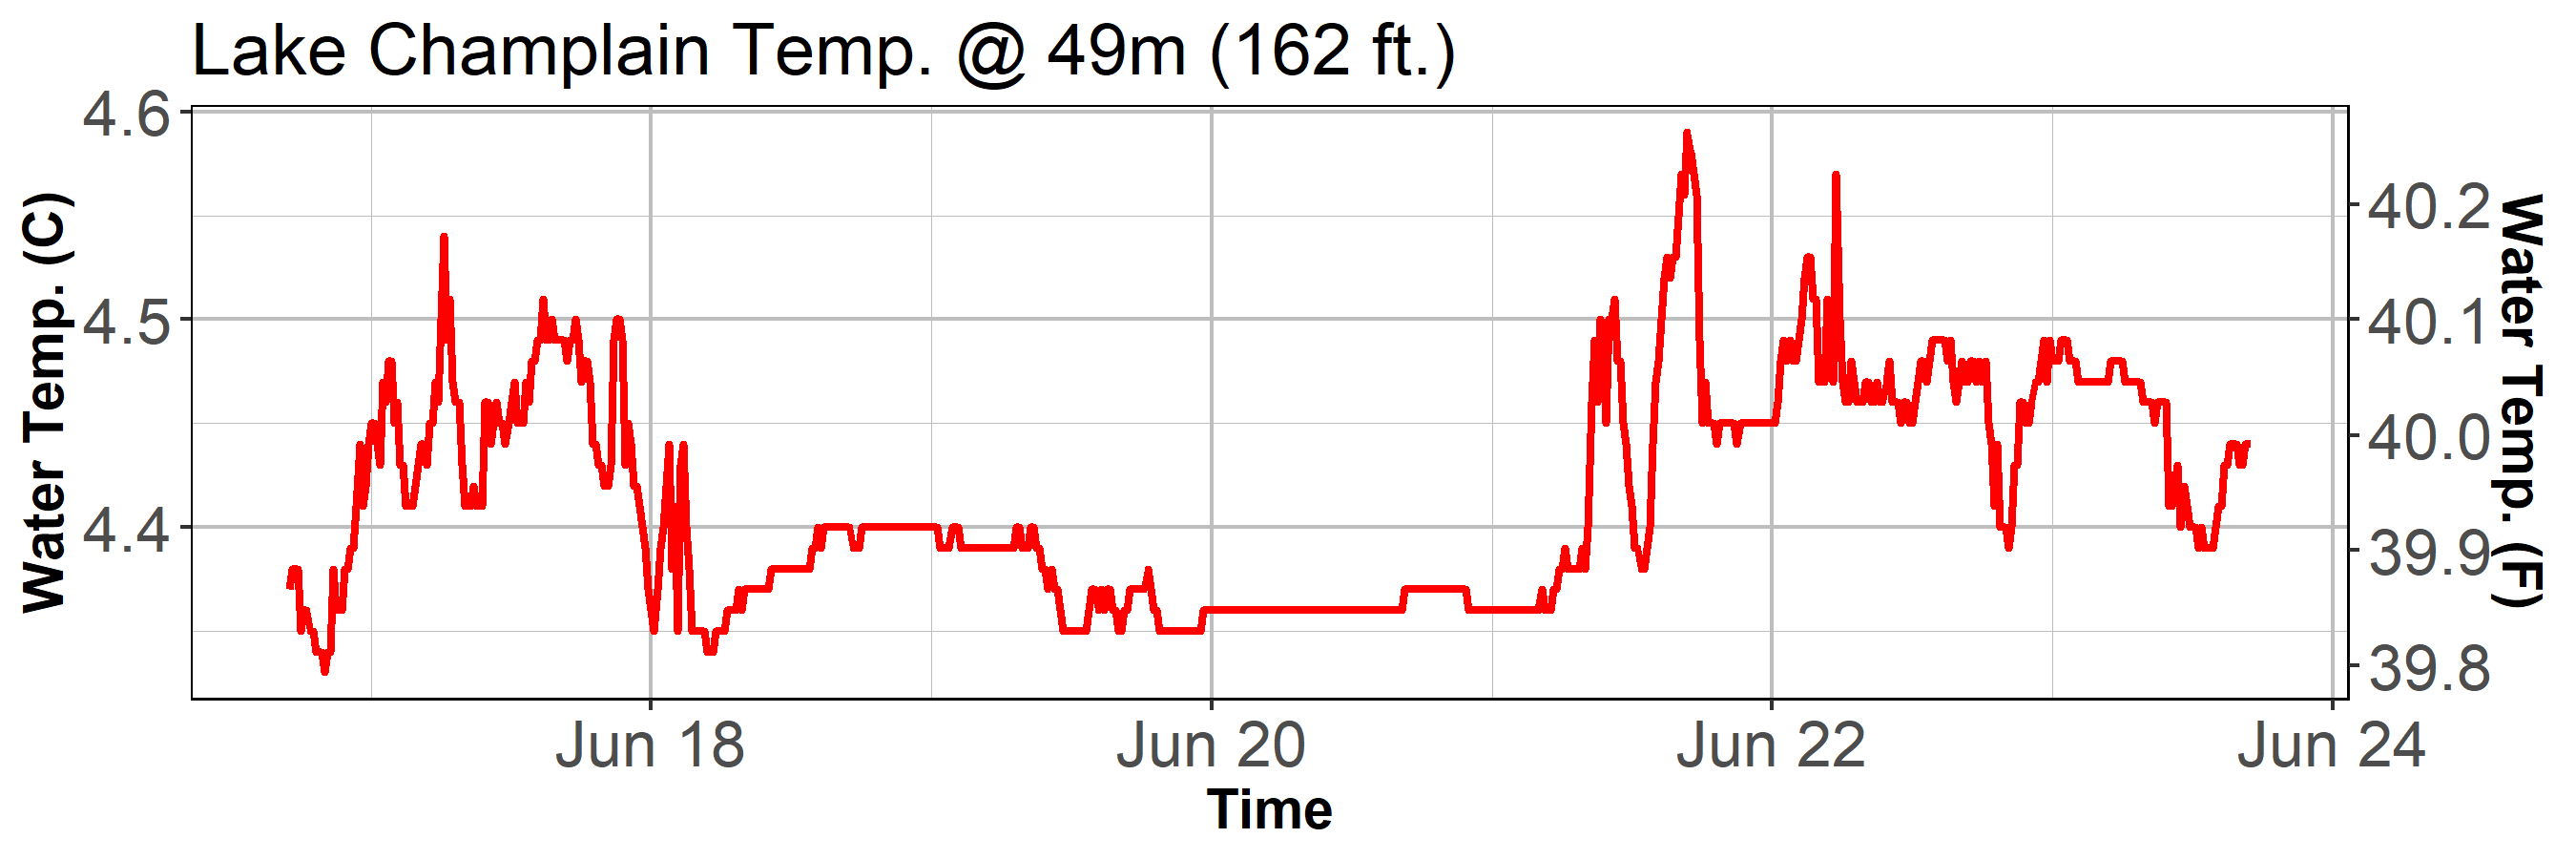 Lake Champlain Temp. @ 49m (162 ft.)
Water Temp. (C)
4.6
4.5
4.4
40.2
40.1
40.0
39.9
39.8
Water Temp. (F)
Jun 18
Jun 20
Jun 22
Jun 24
Time